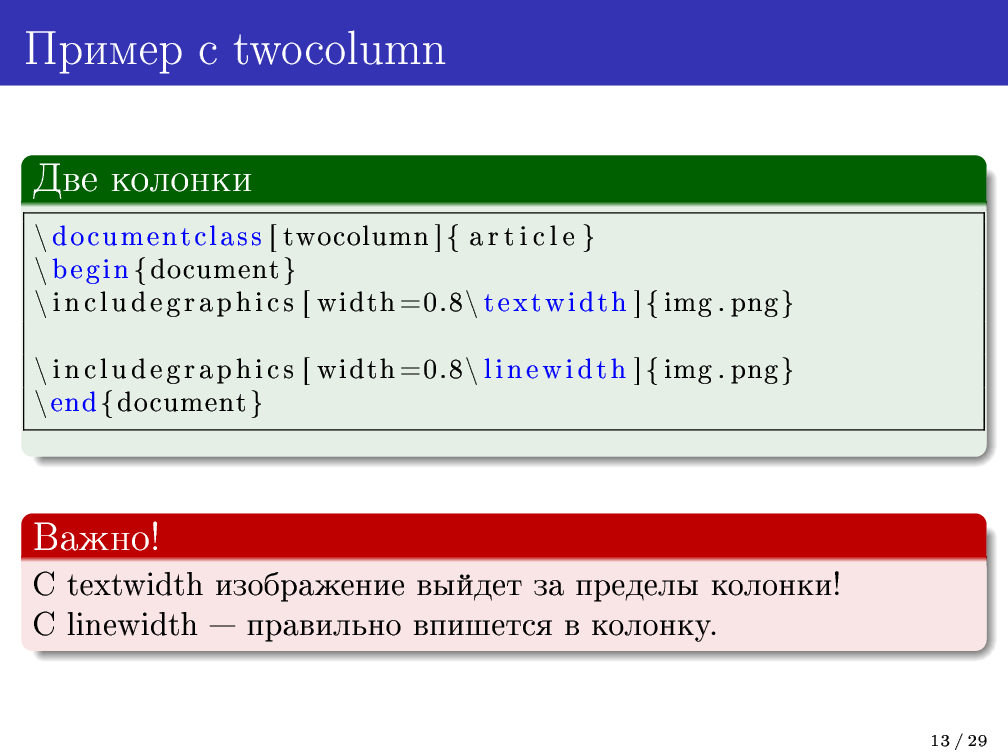 Пример с twocolumn
Две колонки
\documentclass[twocolumn]{article}
\begin{document}
\includegraphics[width=0.8\textwidth]{img.png}
\includegraphics[width=0.8\linewidth]{img.png}
\end{document}
Важно!
С textwidth изображение выйдет за пределы колонки!
С linewidth — правильно впишется в колонку.
13 / 29